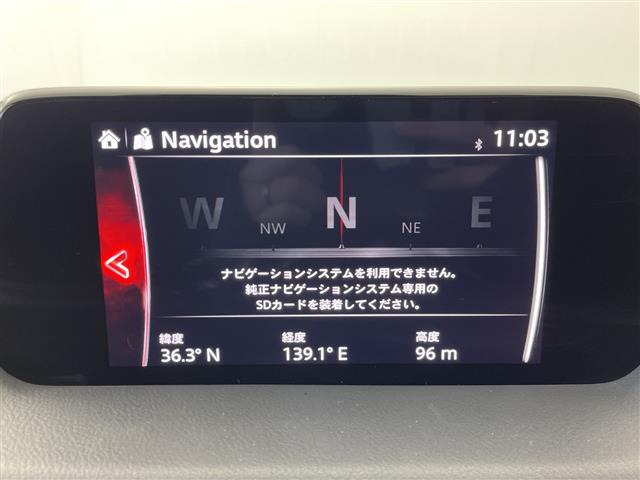 Navigation 11:03
W NW N NE E
ナビゲーションシステムを利用できません。
純正ナビゲーションシステム専用の
SDカードを装着してください。
緯度 経度 高度
36.3° N 139.1° E 96 m